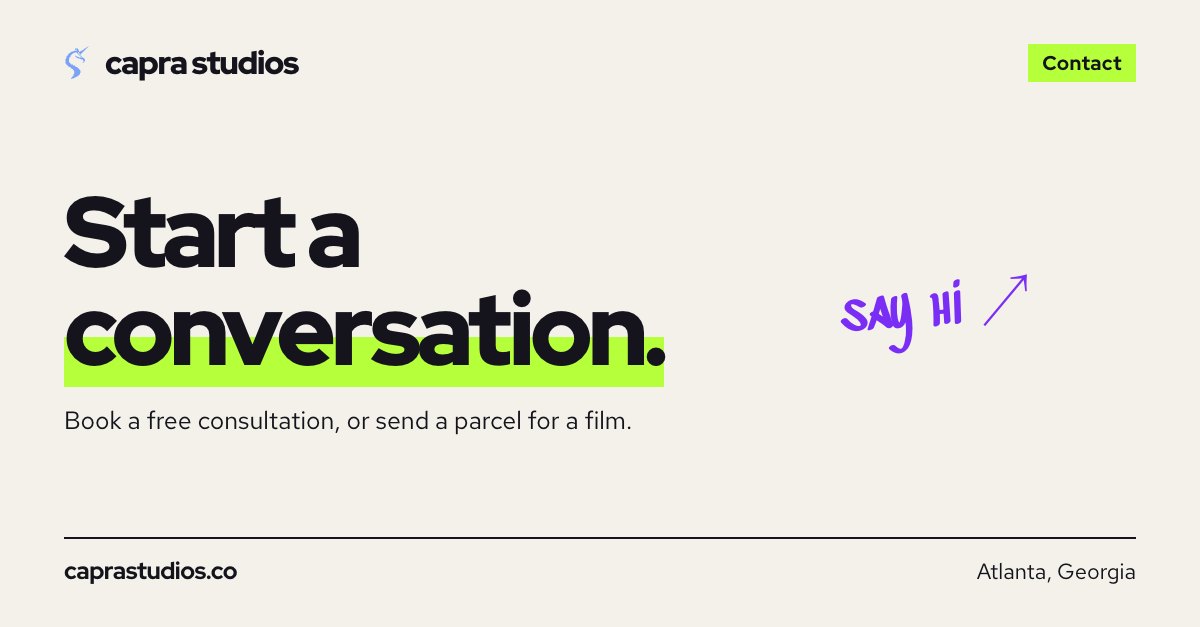 capra studios
Contact
Start a
conversation.
SAY Hi
Book a free consultation, or send a parcel for a film.
caprastudios.co
Atlanta, Georgia